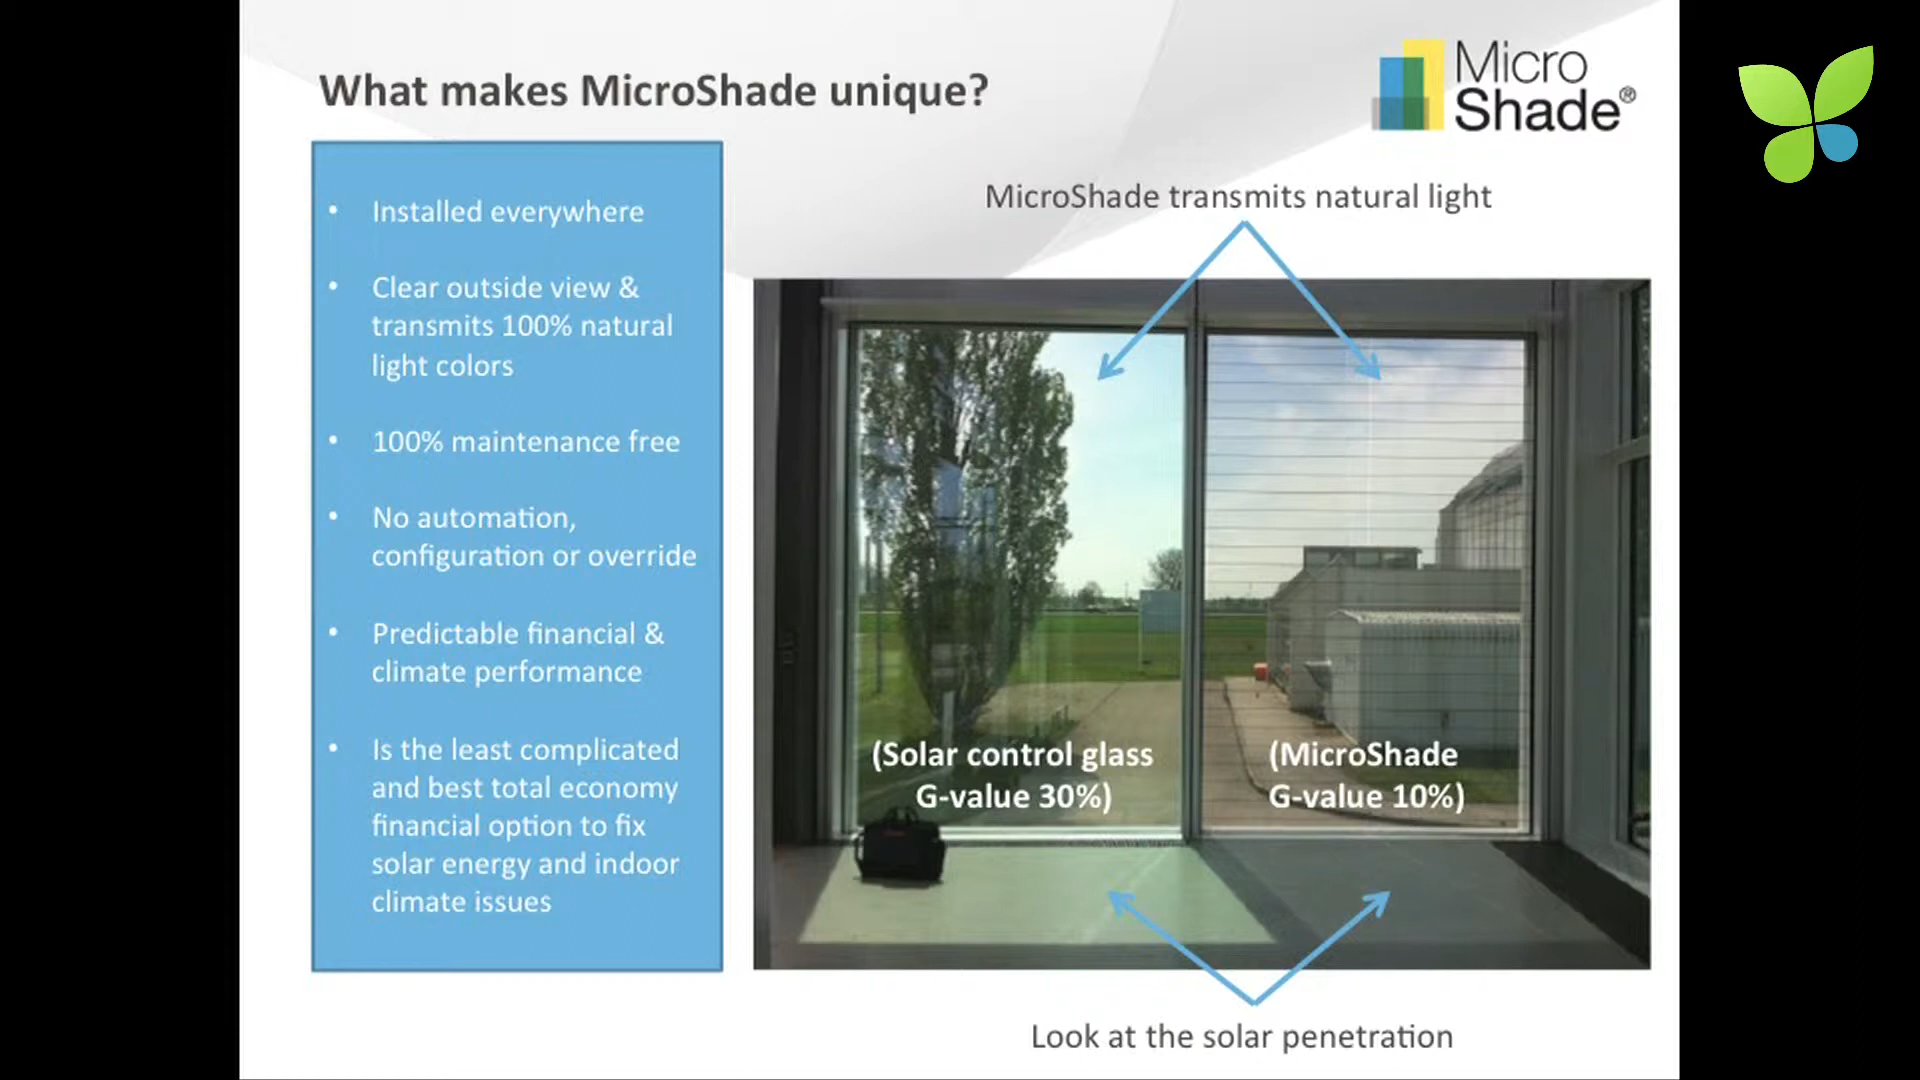 What makes MicroShade unique?
Micro
Shade®
• Installed everywhere
• Clear outside view &
transmits 100% natural
light colors
• 100% maintenance free
• No automation,
configuration or override
• Predictable financial &
climate performance
• Is the least complicated
and best total economy
financial option to fix
solar energy and indoor
climate issues
MicroShade transmits natural light
(Solar control glass
G-value 30%)
(MicroShade
G-value 10%)
Look at the solar penetration